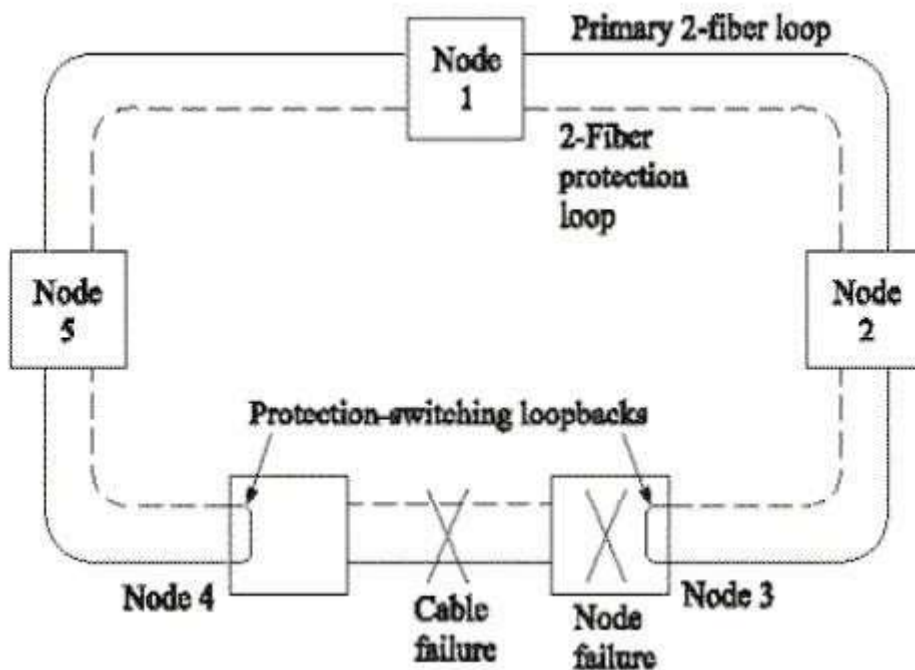 Node
1
Primary 2-fiber loop
2-Fiber
protection
loop
Node
5
Node
2
Protection-switching loopbacks
Node 4
Cable
failure
Node
failure
Node 3